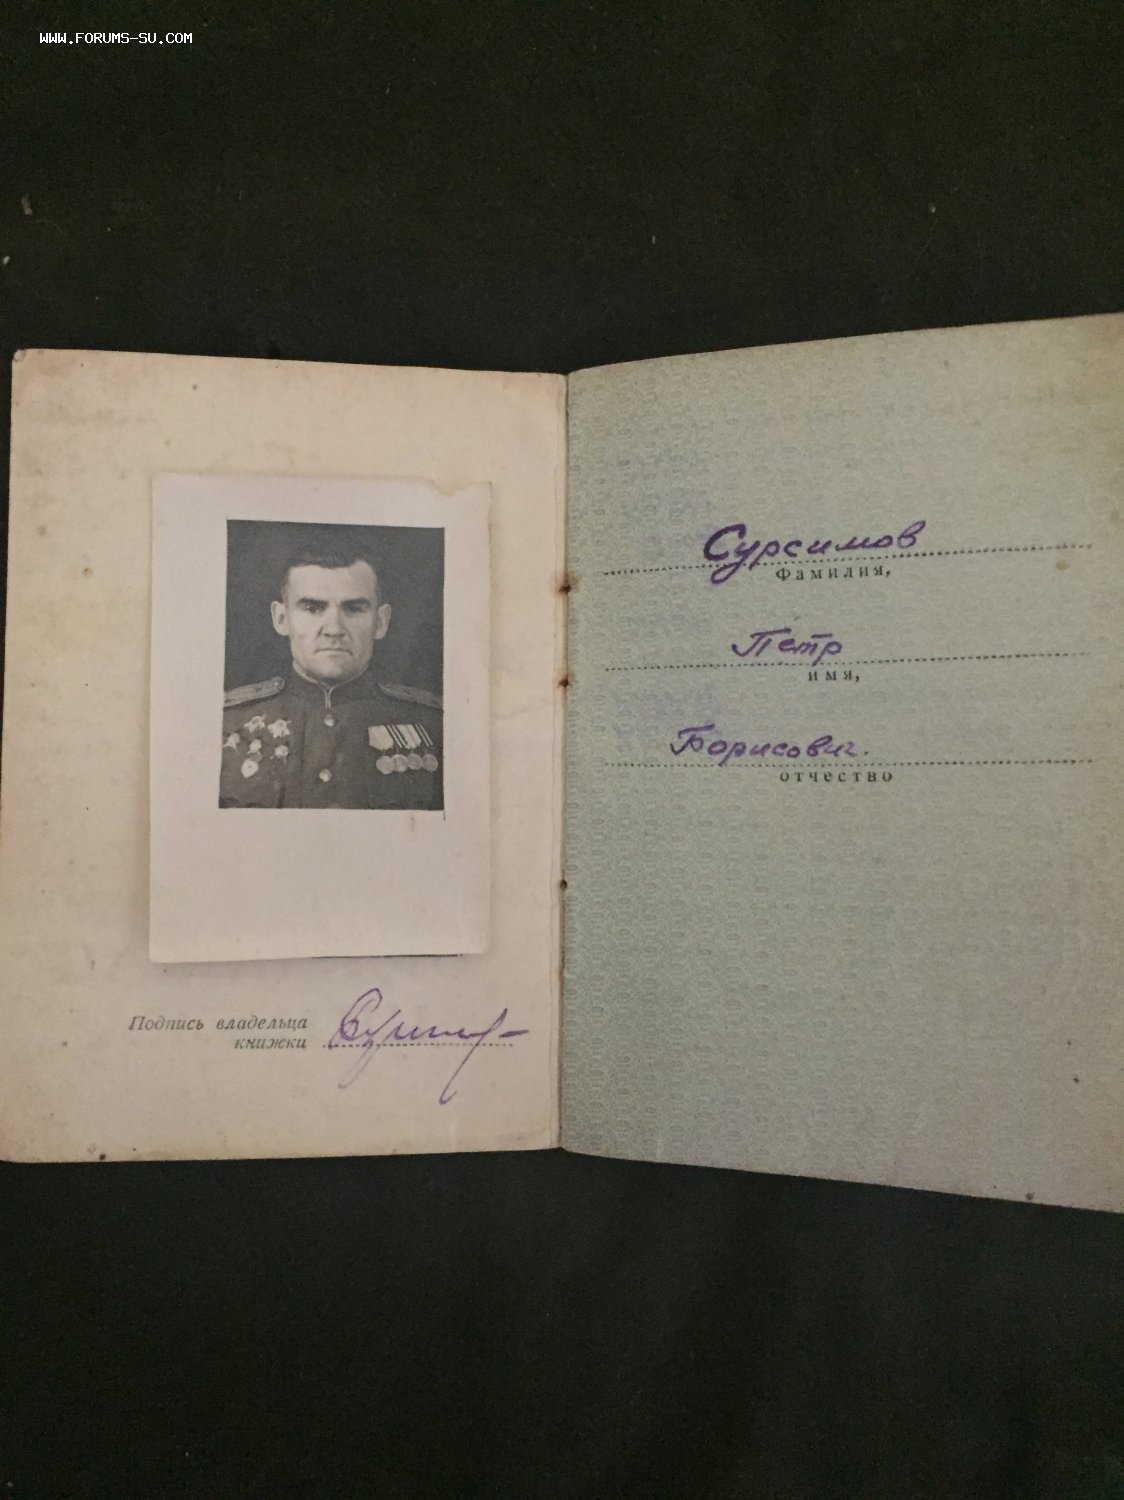 WWW.FORUMS-SU.COM
Подпись владельца
книжки
Сурсимов
Фамилия,
Петр
имя,
Борисович.
отчество